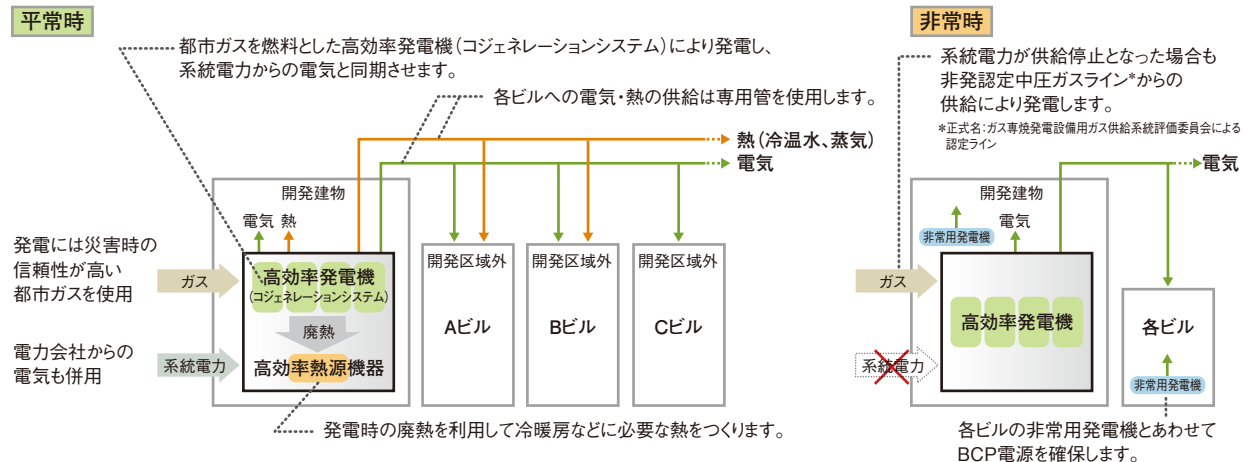 平常時
都市ガスを燃料とした高効率発電機（コジェネレーションシステム）により発電し、
系統電力からの電気と同期させます。
各ビルへの電気・熱の供給は専用管を使用します。
熱（冷温水、蒸気）
電気
開発建物
電気 熱
発電には災害時の
信頼性が高い
都市ガスを使用
ガス
高効率発電機
（コジェネレーションシステム）
廃熱
電力会社からの
電気も併用
系統電力
高効率熱源機器
開発区域外
Aビル
開発区域外
Bビル
開発区域外
Cビル
発電時の廃熱を利用して冷暖房などに必要な熱をつくります。
非常時
系統電力が供給停止となった場合も
非発認定中圧ガスライン*からの
供給により発電します。
*正式名：ガス専焼発電設備用ガス供給系統評価委員会による
認定ライン
電気
開発建物
非常用発電機
電気
ガス
高効率発電機
系統電力
各ビル
非常用発電機
各ビルの非常用発電機とあわせて
BCP電源を確保します。